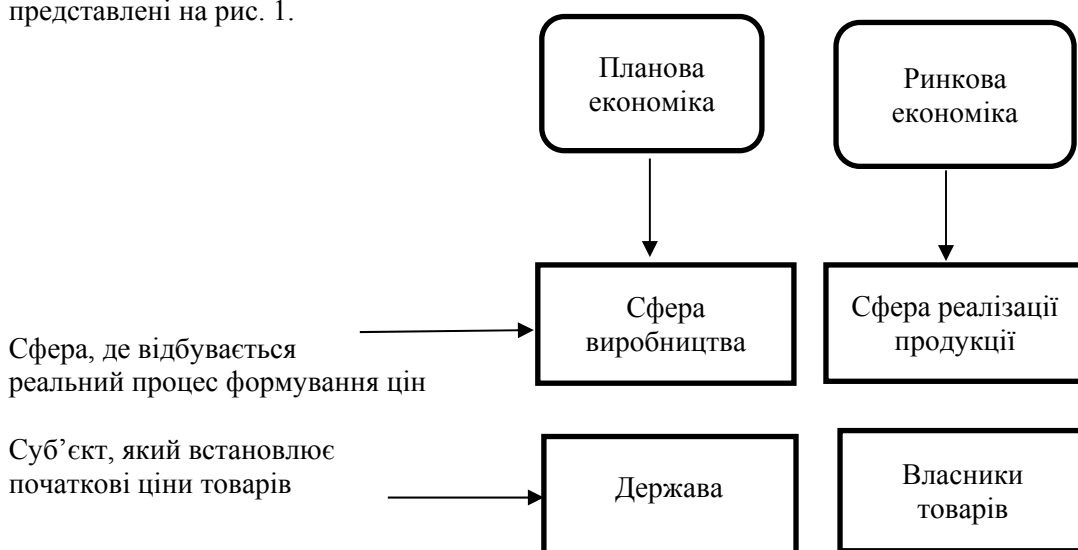 представлені на рис. 1.
Планова
економіка
Ринкова
економіка
Сфера, де відбувається
реальний процес формування цін
Сфера
виробництва
Сфера реалізації
продукції
Суб’єкт, який встановлює
початкові ціни товарів
Держава
Власники
товарів